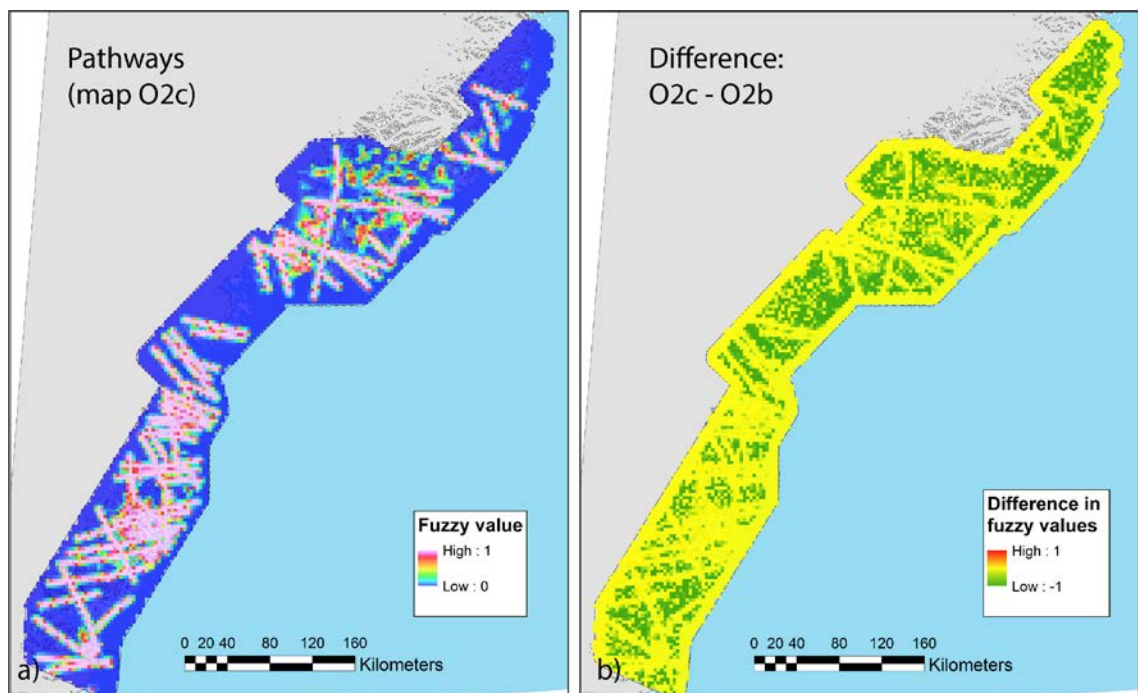 Pathways
(map O2c)
Fuzzy value
High : 1
Low : 0
0 20 40 80 120 160
Kilometers
a)
Difference:
O2c - O2b
Difference in
fuzzy values
High : 1
Low : -1
0 20 40 80 120 160
Kilometers
b)